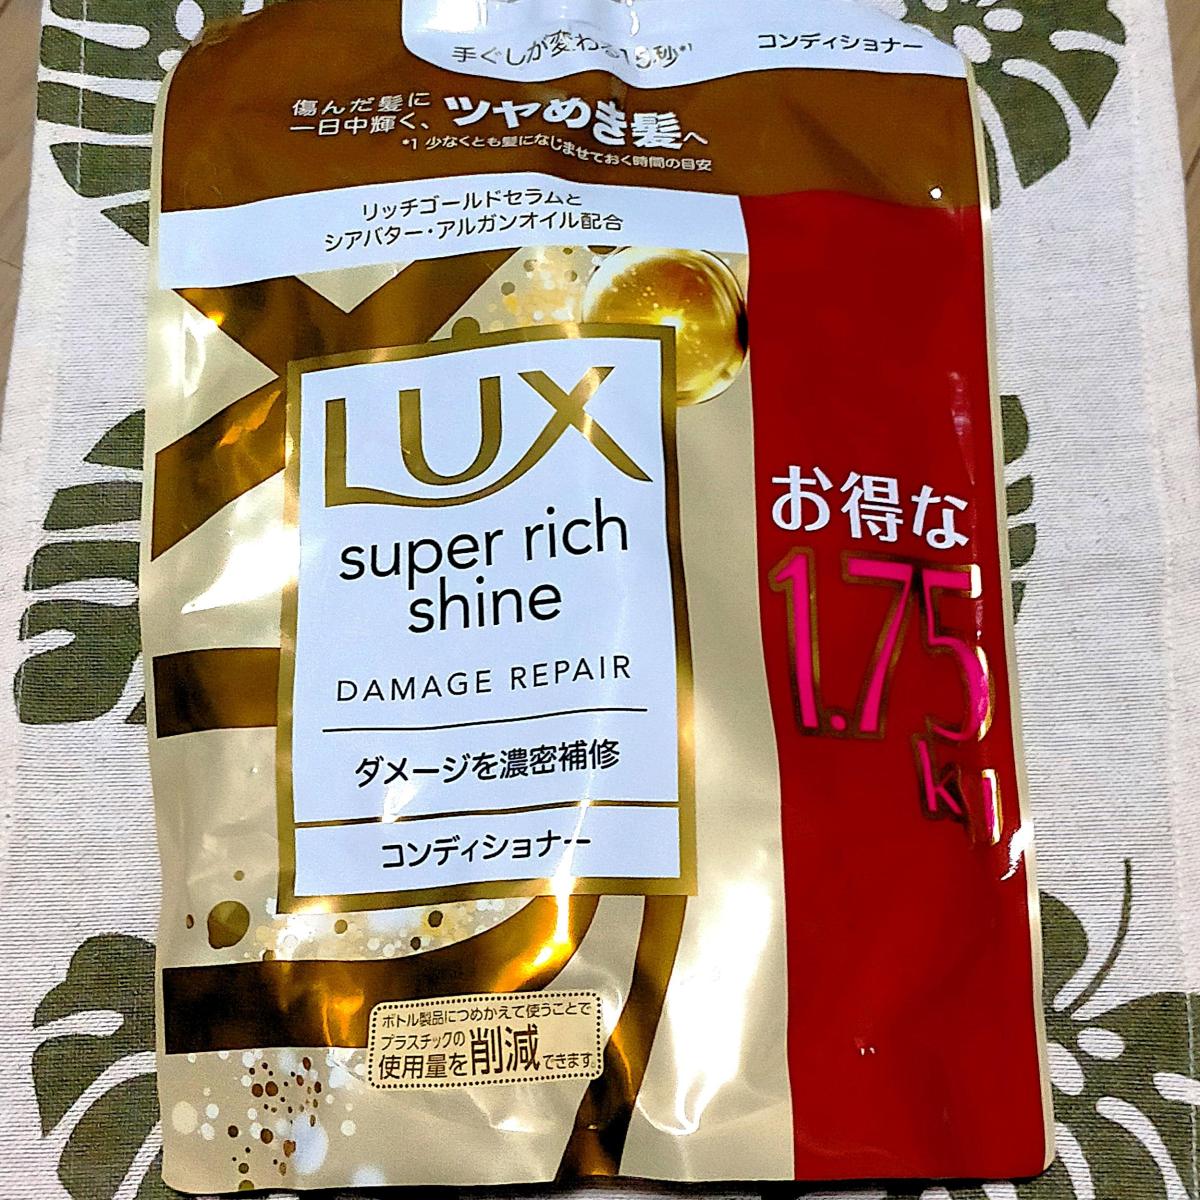 手ぐしが変わる15秒*1
コンディショナー
傷んだ髪に
一日中輝く、ツヤめき髪へ
*1 少なくとも髪になじませておく時間の目安
リッチゴールドセラムと
シアバター・アルガンオイル配合
LUX
super rich
shine
DAMAGE REPAIR
ダメージを濃密補修
コンディショナー
お得な
1.75
ボトル製品につめかえて使うことで
プラスチックの
使用量を削減できます。